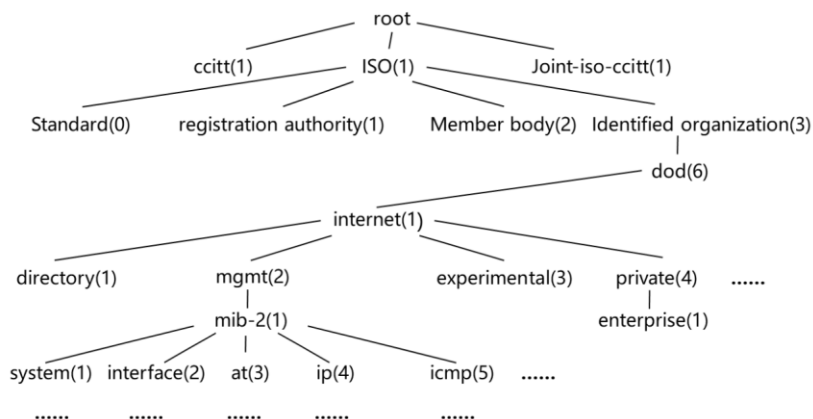 root
ccitt(1) ISO(1) Joint-iso-ccitt(1)
Standard(0) registration authority(1) Member body(2) Identified organization(3)
dod(6)
internet(1)
directory(1) mgmt(2) experimental(3) private(4) ......
mib-2(1) enterprise(1)
system(1) interface(2) at(3) ip(4) icmp(5) ......
...... ...... ...... ...... ......